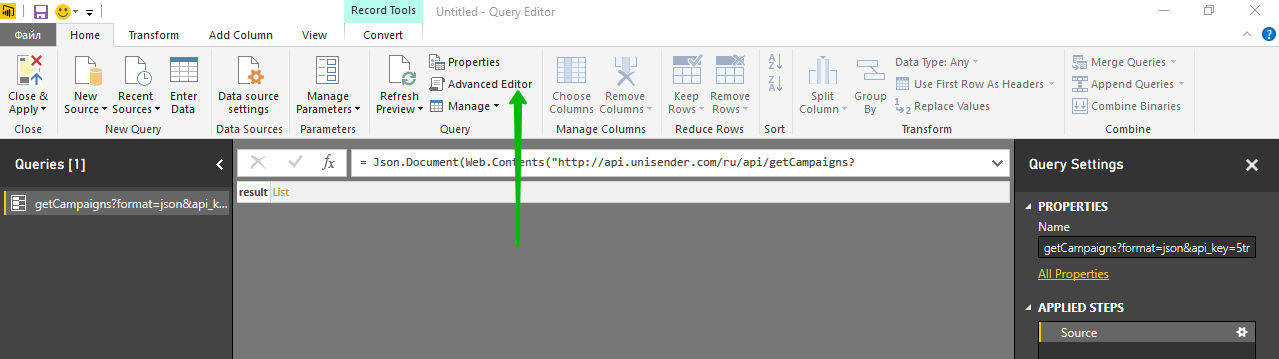 Record Tools
Untitled - Query Editor
Файл
Home
Transform
Add Column
View
Convert
Close &
Apply
Close
New
Source
Recent
Sources
Enter
Data
New Query
Data source
settings
Data Sources
Manage
Parameters
Parameters
Refresh
Preview
Properties
Advanced Editor
Manage
Query
Choose
Columns
Remove
Columns
Manage Columns
Keep
Rows
Remove
Rows
Reduce Rows
A
Z
Z
A
Sort
Split
Column
Group
By
Data Type: Any
Use First Row As Headers
1
2
Replace Values
Transform
Merge Queries
Append Queries
Combine Binaries
Combine
Queries [1]
getCampaigns?format=json&api_k...
fx
= Json.Document(Web.Contents("http://api.unisender.com/ru/api/getCampaigns?
result List
Query Settings
PROPERTIES
Name
getCampaigns?format=json&api_key=5tr
All Properties
APPLIED STEPS
Source